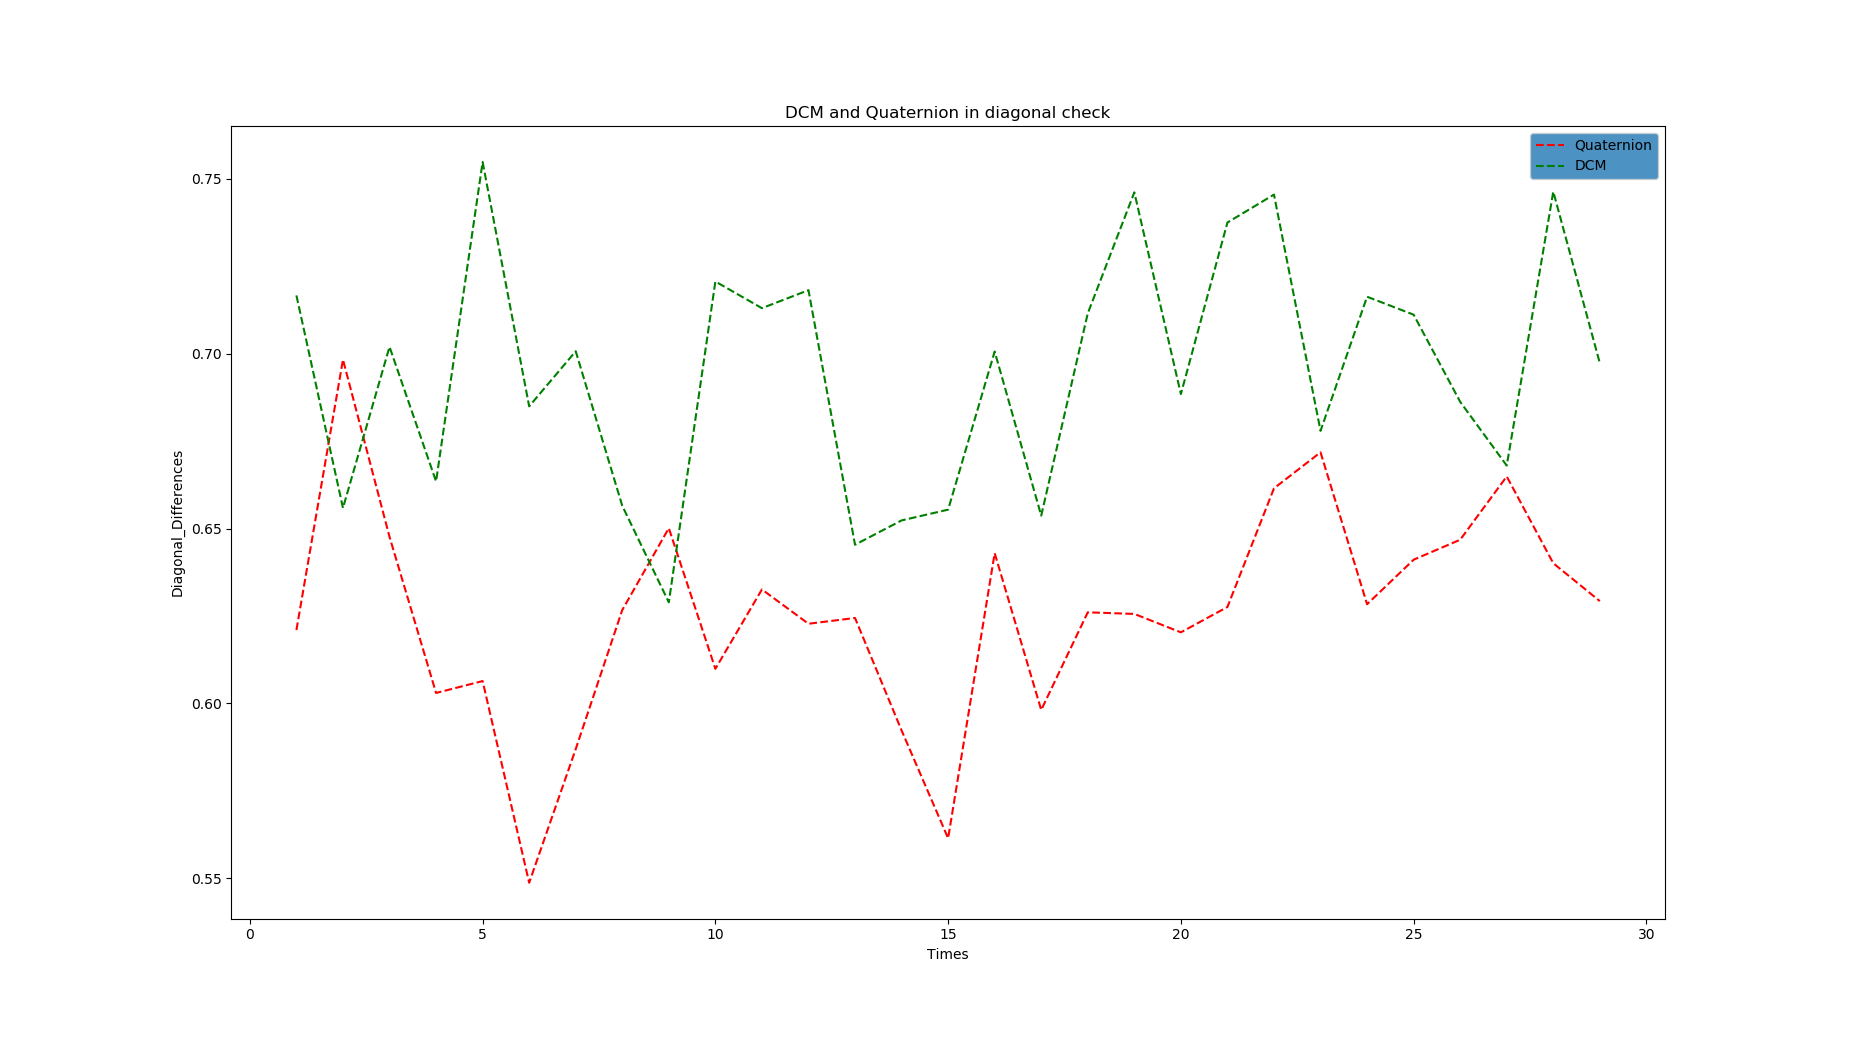 DCM and Quaternion in diagonal check
Quaternion
DCM
0.75
0.70
0.65
0.60
0.55
Diagonal_Differences
0 5 10 15 20 25 30
Times